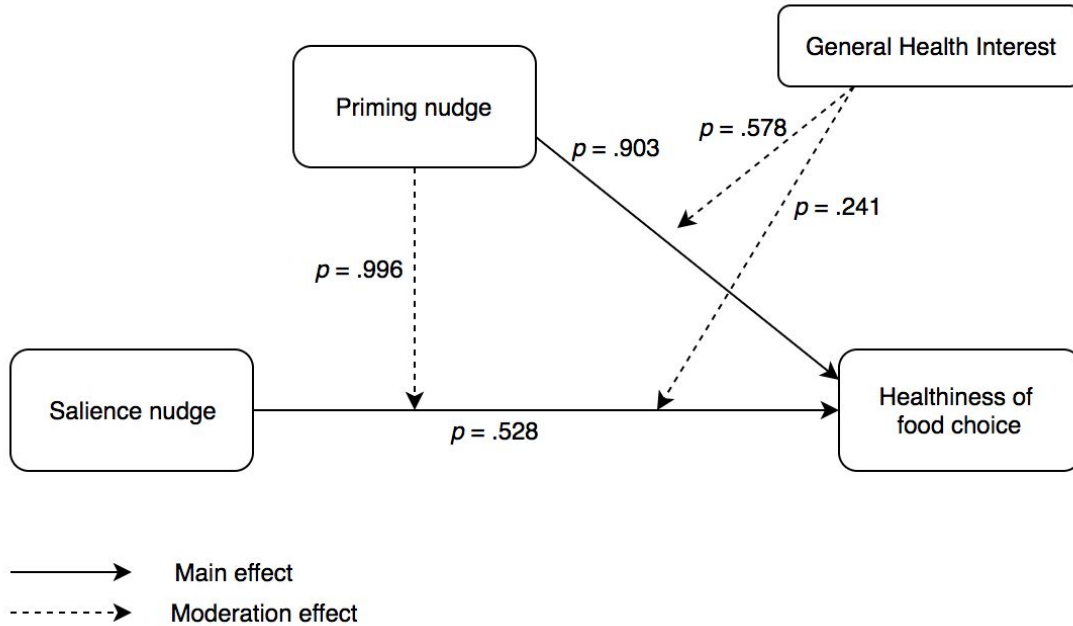 General Health Interest
Priming nudge
p = .578
p = .903
p = .241
p = .996
Salience nudge
Healthiness of
food choice
p = .528
Main effect
Moderation effect